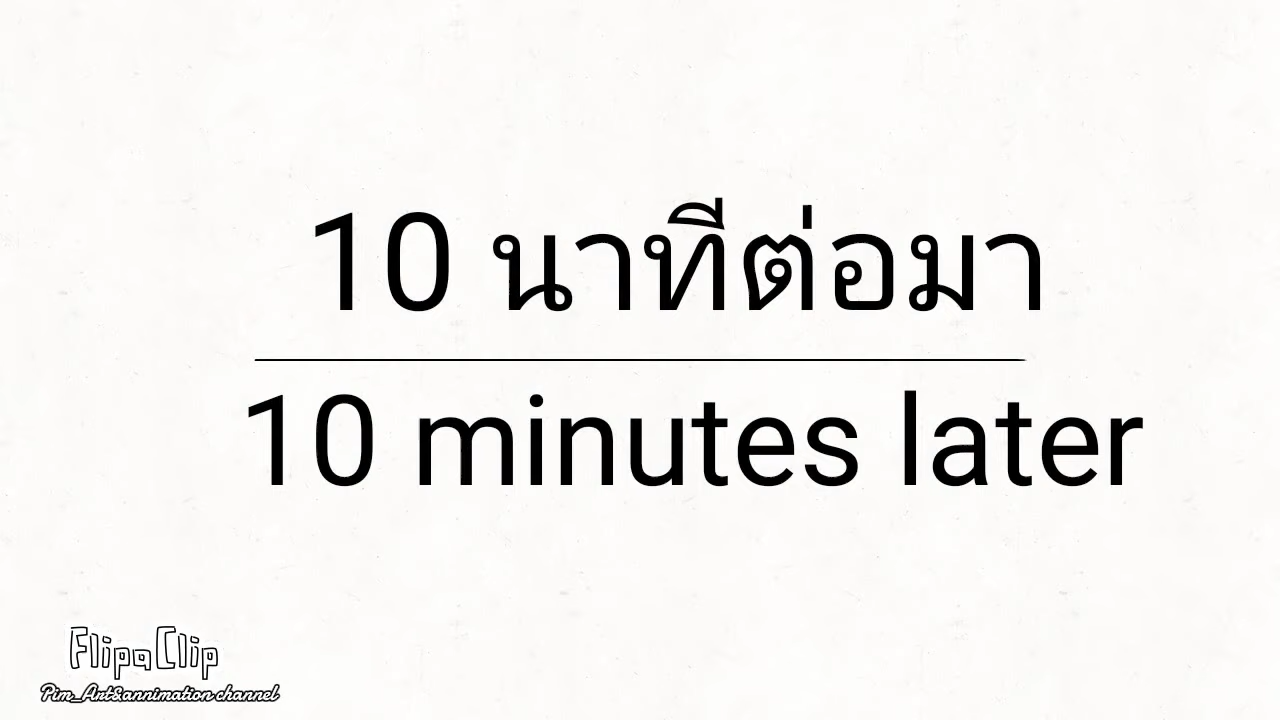 10 นาทีต่อมา
10 minutes later
FlipaClip
Pim_Art&annimation channel